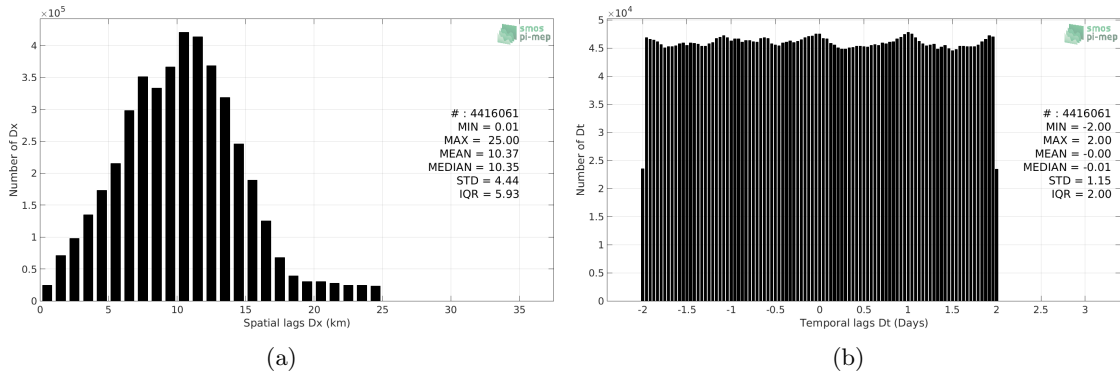 ×10⁵
4
3.5
3
2.5
2
1.5
1
0.5
0
Number of Dx
smos
pi-mep
# : 4416061
MIN = 0.01
MAX = 25.00
MEAN = 10.37
MEDIAN = 10.35
STD = 4.44
IQR = 5.93
0 5 10 15 20 25 30 35
Spatial lags Dx (km)
(a)
×10⁴
5
4.5
4
3.5
3
2.5
2
1.5
1
0.5
0
Number of Dt
smos
pi-mep
# : 4416061
MIN = -2.00
MAX = 2.00
MEAN = -0.00
MEDIAN = -0.01
STD = 1.15
IQR = 2.00
-2 -1.5 -1 -0.5 0 0.5 1 1.5 2 2.5 3
Temporal lags Dt (Days)
(b)